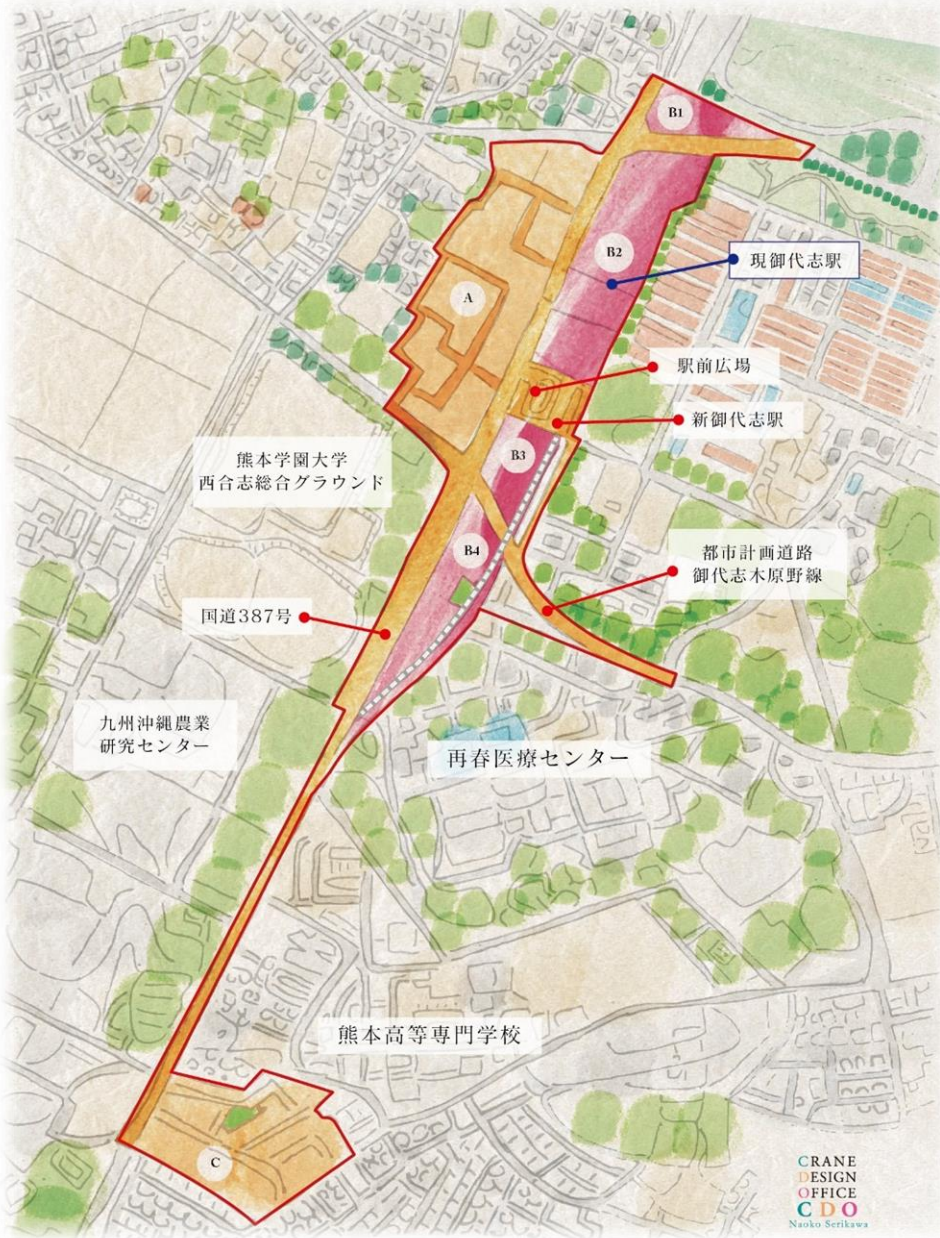 B1
B2
現御代志駅
A
駅前広場
新御代志駅
B3
熊本学園大学
西合志総合グラウンド
B4
都市計画道路
御代志木原野線
国道387号
九州沖縄農業
研究センター
再春医療センター
熊本高等専門学校
C
CRANE
DESIGN
OFFICE
CDO
Naoko Serikawa